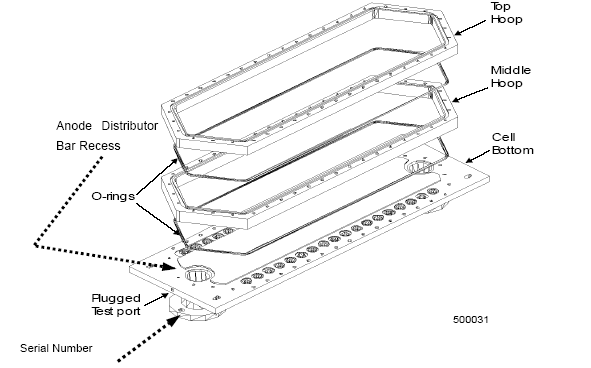 Top
Hoop
Middle
Hoop
Anode Distributor
Bar Recess
Cell
Bottom
O-rings
Plugged
Test port
500031
Serial Number